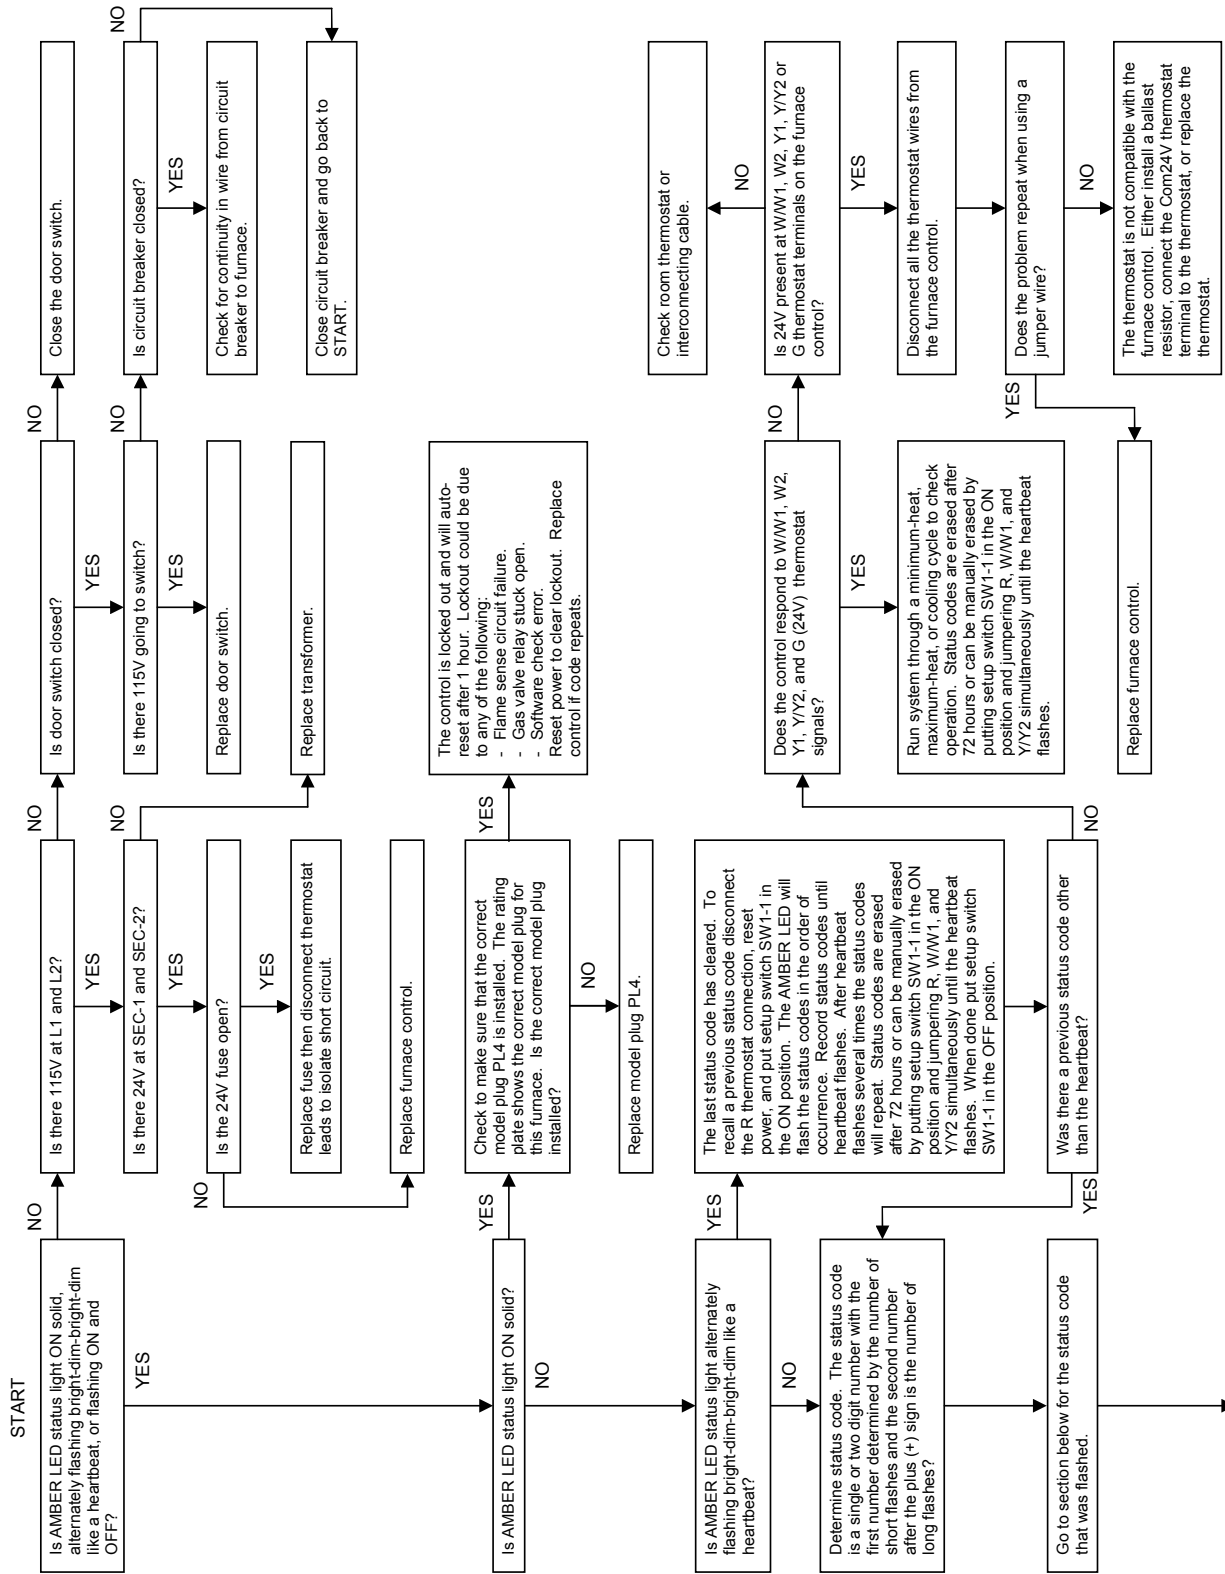 START
Is AMBER LED status light ON solid,
alternately flashing bright-dim-bright-dim
like a heartbeat, or flashing ON and
OFF?
NO
YES
Is there 115V at L1 and L2?
NO
YES
Is door switch closed?
NO
YES
Close the door switch.
Is there 24V at SEC-1 and SEC-2?
NO
YES
Is there 115V going to switch?
NO
YES
Is circuit breaker closed?
NO
YES
Is the 24V fuse open?
NO
YES
Replace door switch.
Check for continuity in wire from circuit
breaker to furnace.
Replace fuse then disconnect thermostat
leads to isolate short circuit.
Replace transformer.
Close circuit breaker and go back to
START.
Replace furnace control.
Is AMBER LED status light ON solid?
YES
NO
Check to make sure that the correct
model plug PL4 is installed. The rating
plate shows the correct model plug for
this furnace. Is the correct model plug
installed?
YES
NO
The control is locked out and will auto-
reset after 1 hour. Lockout could be due
to any of the following:
- Flame sense circuit failure.
- Gas valve relay stuck open.
- Software check error.
Reset power to clear lockout. Replace
control if code repeats.
Replace model plug PL4.
Is AMBER LED status light alternately
flashing bright-dim-bright-dim like a
heartbeat?
YES
NO
The last status code has cleared. To
recall a previous status code disconnect
the R thermostat connection, reset
power, and put setup switch SW1-1 in
the ON position. The AMBER LED will
flash the status codes in the order of
occurrence. Record status codes until
heartbeat flashes. After heartbeat
flashes several times the status codes
will repeat. Status codes are erased
after 72 hours or can be manually erased
by putting setup switch SW1-1 in the ON
position and jumpering R, W/W1, and
Y/Y2 simultaneously until the heartbeat
flashes. When done put setup switch
SW1-1 in the OFF position.
Determine status code. The status code
is a single or two digit number with the
first number determined by the number of
short flashes and the second number
after the plus (+) sign is the number of
long flashes?
Was there a previous status code other
than the heartbeat?
YES
NO
Go to section below for the status code
that was flashed.
Does the control respond to W/W1, W2,
Y1, Y/Y2, and G (24V) thermostat
signals?
NO
YES
Run system through a minimum-heat,
maximum-heat, or cooling cycle to check
operation. Status codes are erased after
72 hours or can be manually erased by
putting setup switch SW1-1 in the ON
position and jumpering R, W/W1, and
Y/Y2 simultaneously until the heartbeat
flashes.
Check room thermostat or
interconnecting cable.
NO
Is 24V present at W/W1, W2, Y1, Y/Y2 or
G thermostat terminals on the furnace
control?
YES
Disconnect all the thermostat wires from
the furnace control.
Does the problem repeat when using a
jumper wire?
YES
NO
Replace furnace control.
The thermostat is not compatible with the
furnace control. Either install a ballast
resistor, connect the Com24V thermostat
terminal to the thermostat, or replace the
thermostat.